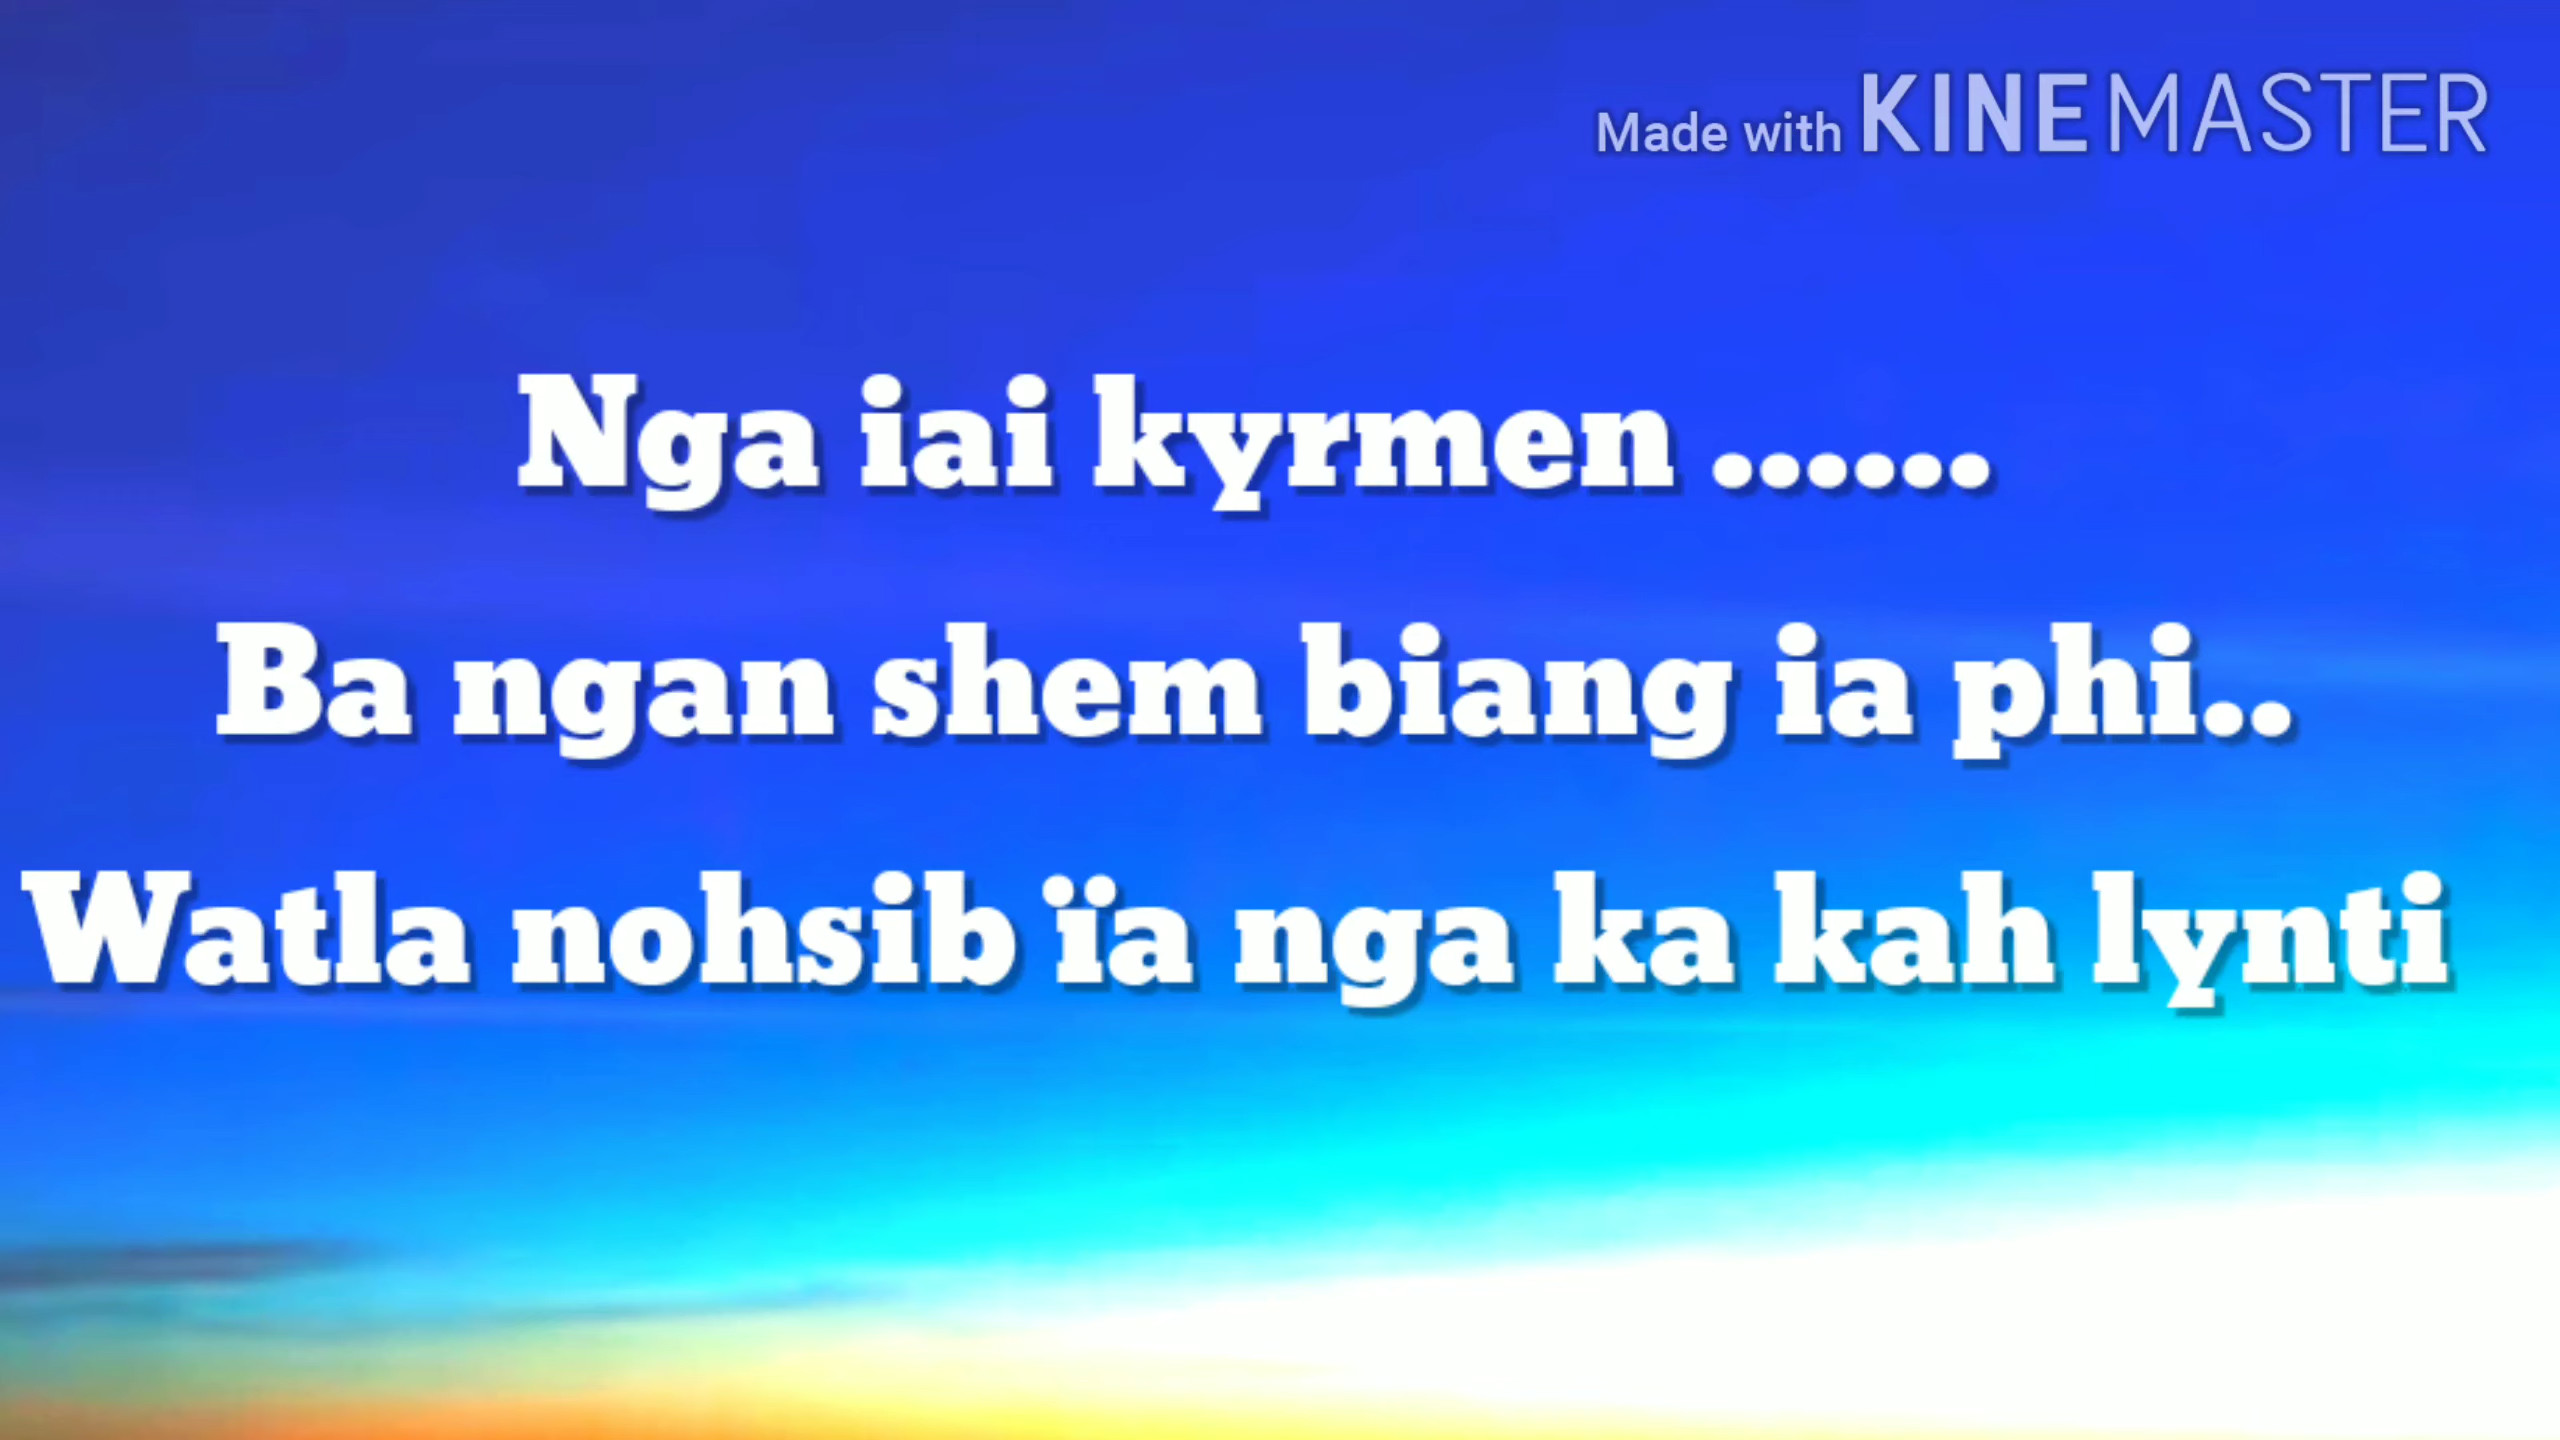 Made with KINEMASTER
Nga iai kyrmen ......
Ba ngan shem biang ia phi..
Watla nohsib ïa nga ka kah lynti